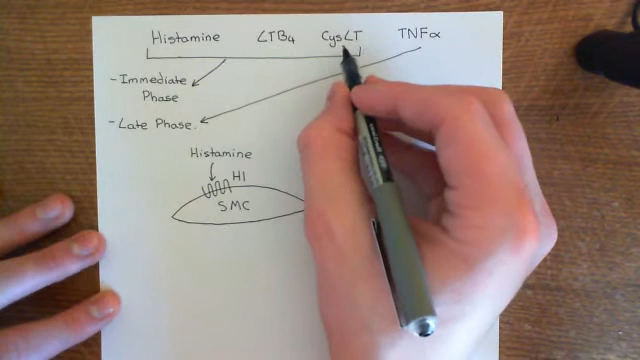 Histamine LTB4 CysLT TNFα
-Immediate
Phase
-Late Phase.
Histamine
H1
SMC